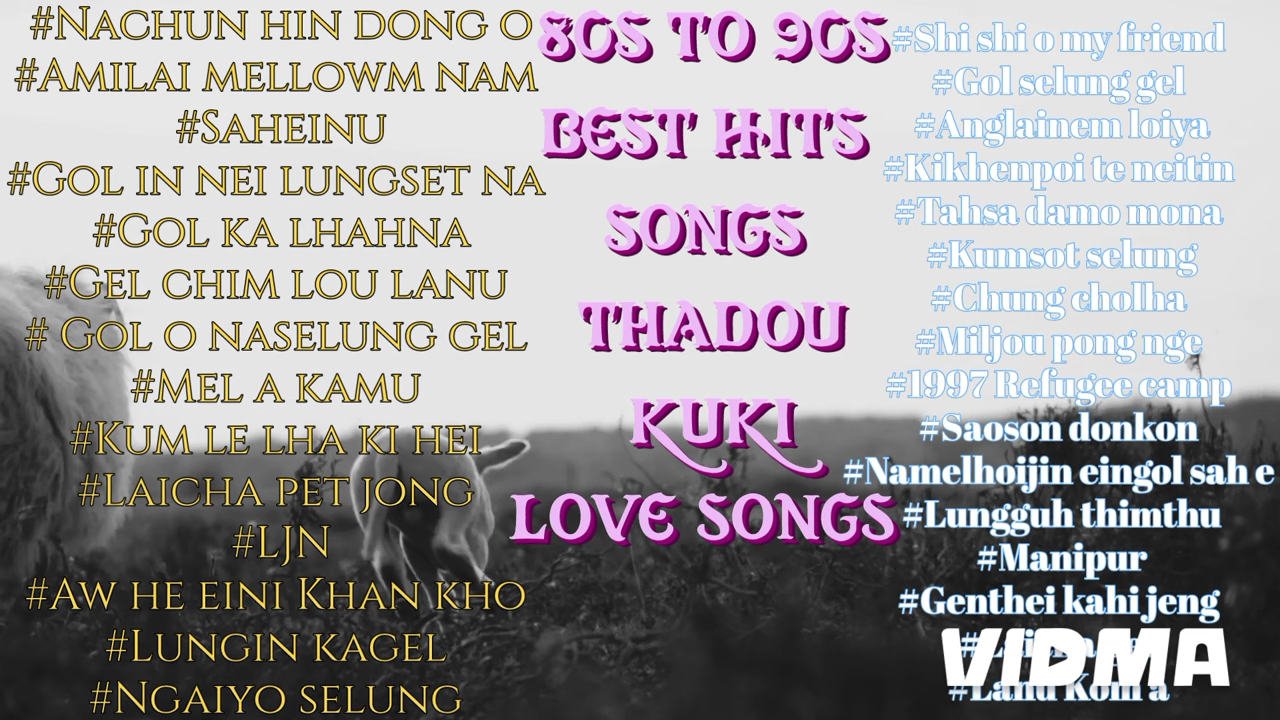 #Nachun hin dong o
#Amilai mellowm nam
#Saheinu
#Gol in nei lungset na
#Gol ka lhahna
#Gel chim lou lanu
# Gol o naselung gel
#Mel a kamu
#Kum le lha ki hei
#Laicha pet jong
#LJN
#Aw he eini Khan kho
#Lungin kagel
#Ngaiyo selung
80s to 90s
Best Hits
Songs
Thadou
Kuki
Love Songs
#Shi shi o my friend
#Gol selung gel
#Anglainem loiya
#Kikhenpoi te neitin
#Tahsa damo mona
#Kumsot selung
#Chung cholha
#Miljou pong nge
#1997 Refugee camp
#Saoson donkon
#Namelhoijin eingol sah e
#Lungguh thimthu
#Manipur
#Genthei kahi jeng
#Lanu Kom a
VIDMA